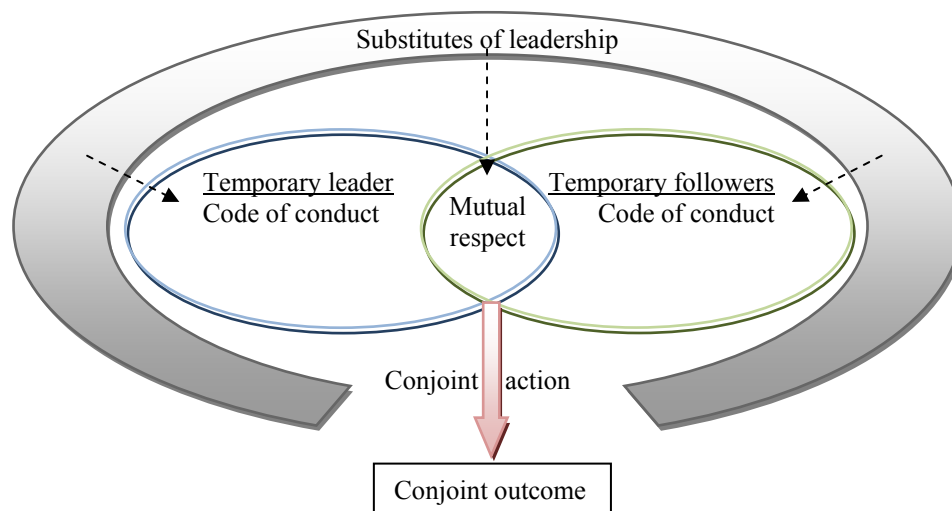 Substitutes of leadership
Temporary leader
Code of conduct
Mutual
respect
Temporary followers
Code of conduct
Conjoint action
Conjoint outcome